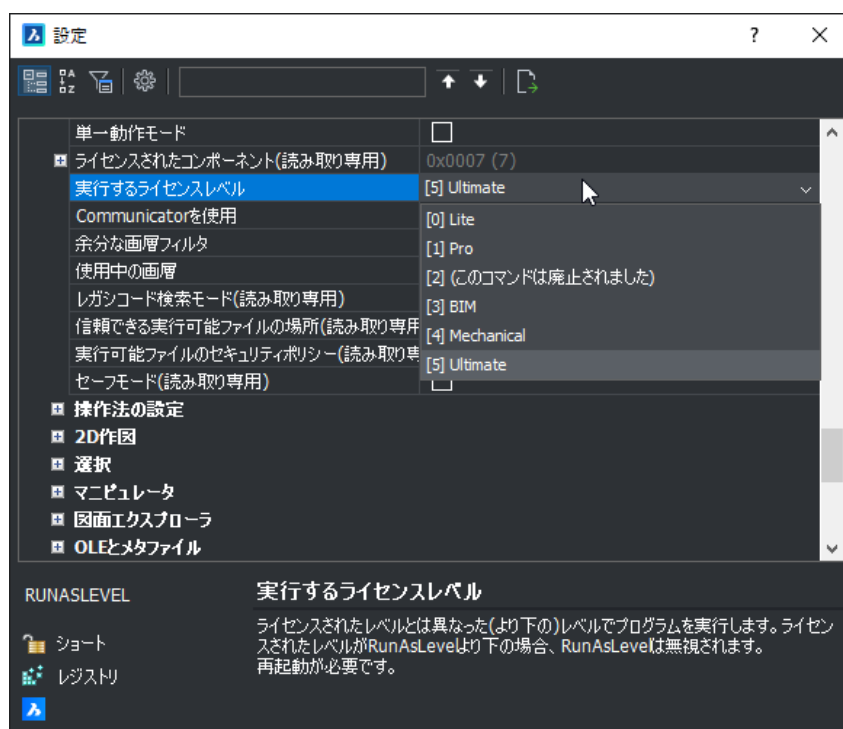 設定
単一動作モード
ライセンスされたコンポーネント(読み取り専用) 0x0007 (7)
実行するライセンスレベル [5] Ultimate
Communicatorを使用
[0] Lite
余分な画層フィルタ
[1] Pro
使用中の画層
[2] (このコマンドは廃止されました)
レガシコード検索モード(読み取り専用)
[3] BIM
信頼できる実行可能ファイルの場所(読み取り専用
[4] Mechanical
実行可能ファイルのセキュリティポリシー(読み取り専
[5] Ultimate
セーフモード(読み取り専用)
操作法の設定
2D作図
選択
マニピュレータ
図面エクスプローラ
OLEとメタファイル
RUNASLEVEL
ショート
レジストリ
実行するライセンスレベル
ライセンスされたレベルとは異なった(より下の)レベルでプログラムを実行します。ライセン
スされたレベルがRunAsLevelより下の場合、RunAsLevelは無視されます。
再起動が必要です。